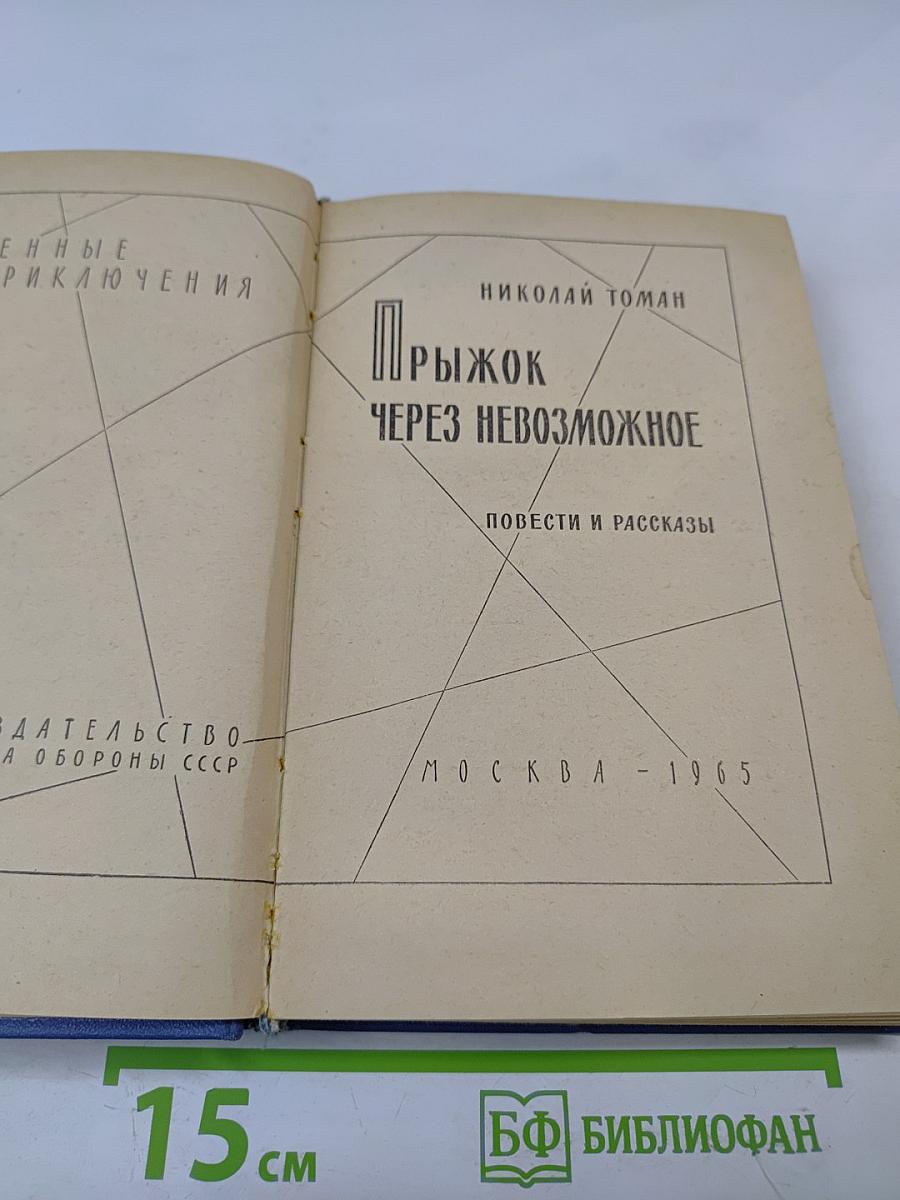 ЕННЫЕ
РИКЛЮЧЕНИЯ
ЗДАТЕЛЬСТВО
А ОБОРОНЫ СССР
НИКОЛАЙ ТОМАН
ПРЫЖОК
ЧЕРЕЗ НЕВОЗМОЖНОЕ
ПОВЕСТИ И РАССКАЗЫ
МОСКВА - 1965
15 см
БФ БИБЛИОФАН